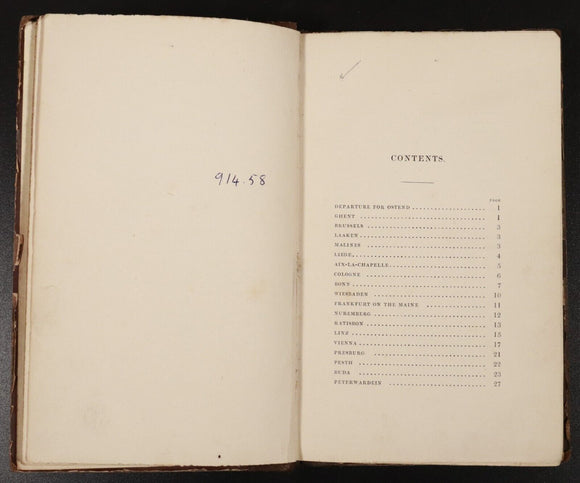 914.58
CONTENTS.
PAGE
DEPARTURE FOR OSTEND 1
GHENT 1
BRUSSELS 3
LAAKEN 3
MALINES 3
LIEGE 4
AIX-LA-CHAPELLE 5
COLOGNE 6
BONN 7
WIESBADEN 10
FRANKFURT ON THE MAINE 11
NUREMBERG 12
RATISBON 13
LINZ 15
VIENNA 17
PRESBURG 21
PESTH 22
BUDA 23
PETERWARDEIN 27